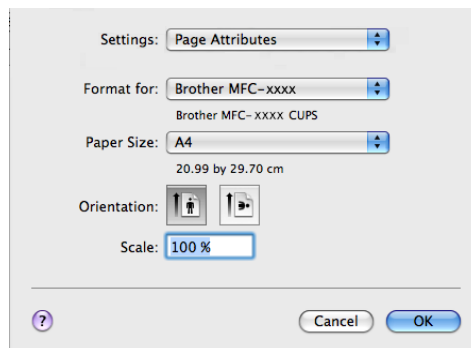 Settings: Page Attributes
Format for: Brother MFC-xxxx
Brother MFC-XXXX CUPS
Paper Size: A4
20.99 by 29.70 cm
Orientation:
Scale: 100 %
? Cancel OK